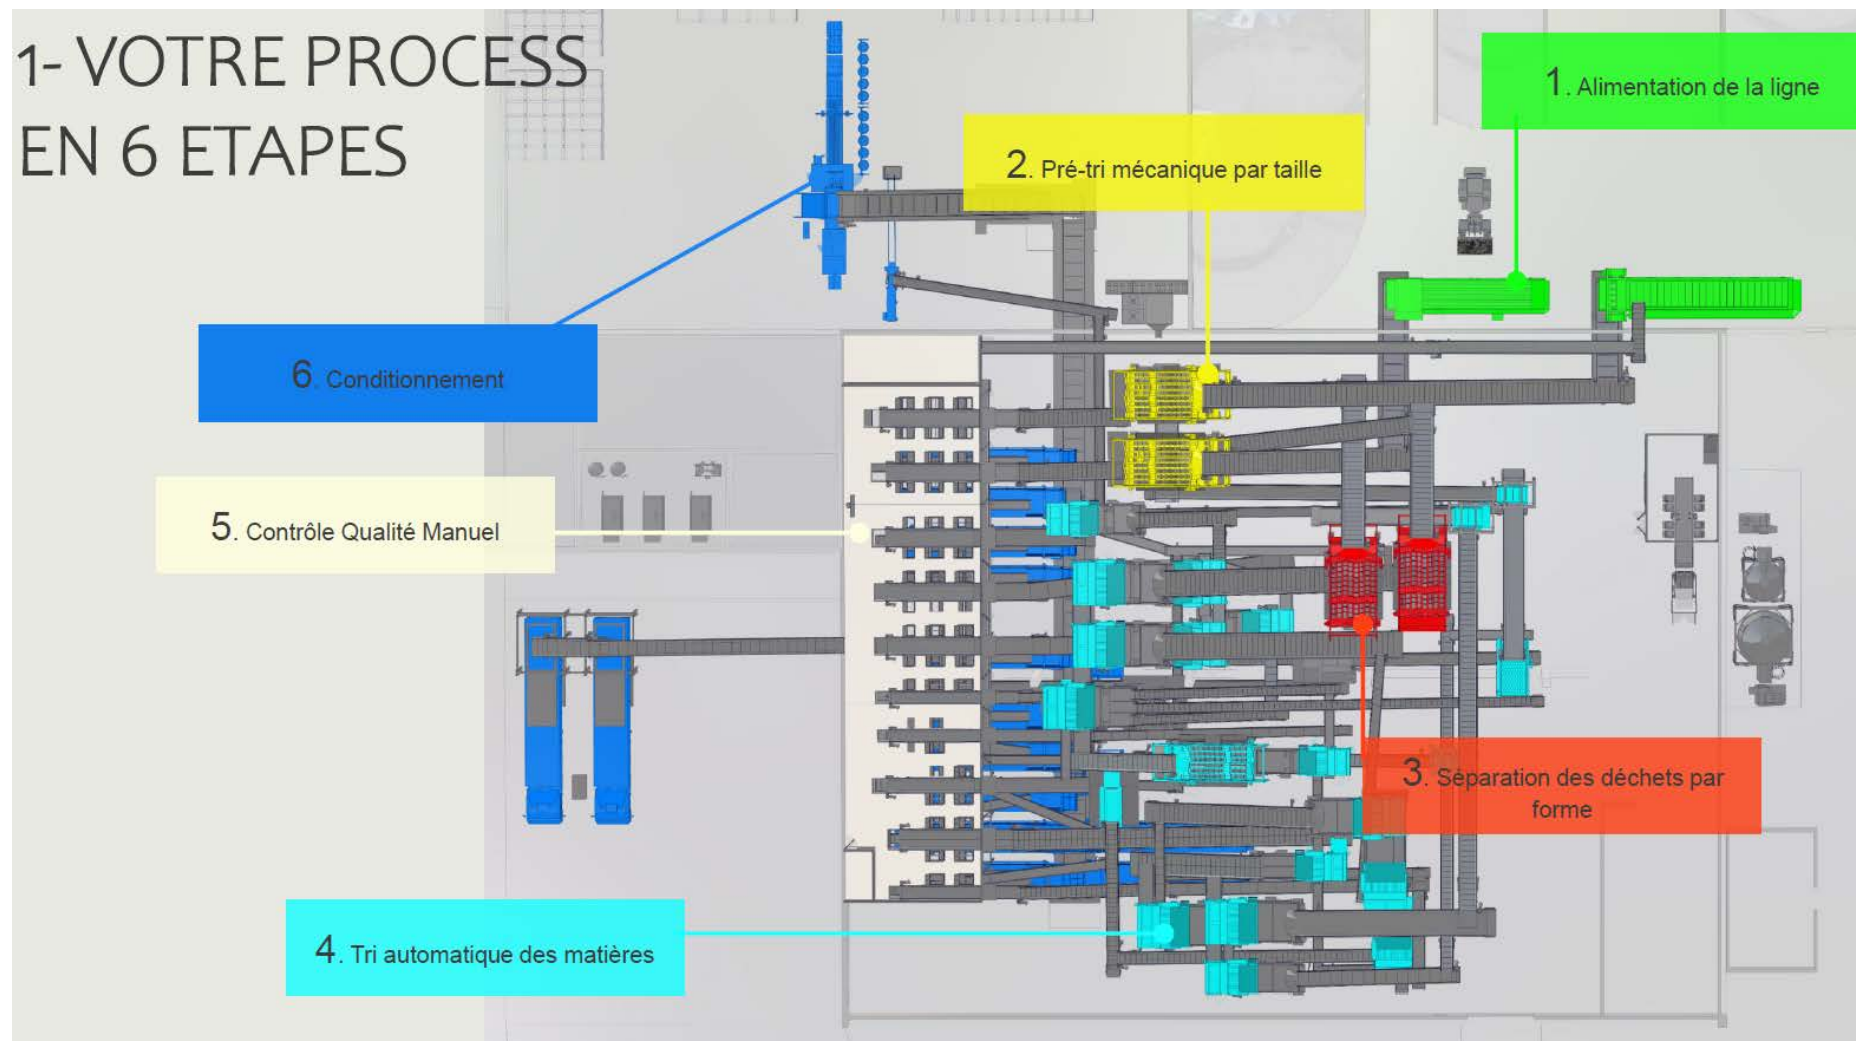 1- VOTRE PROCESS
EN 6 ETAPES
1. Alimentation de la ligne
2. Pré-tri mécanique par taille
6. Conditionnement
5. Contrôle Qualité Manuel
3. Séparation des déchets par
forme
4. Tri automatique des matières